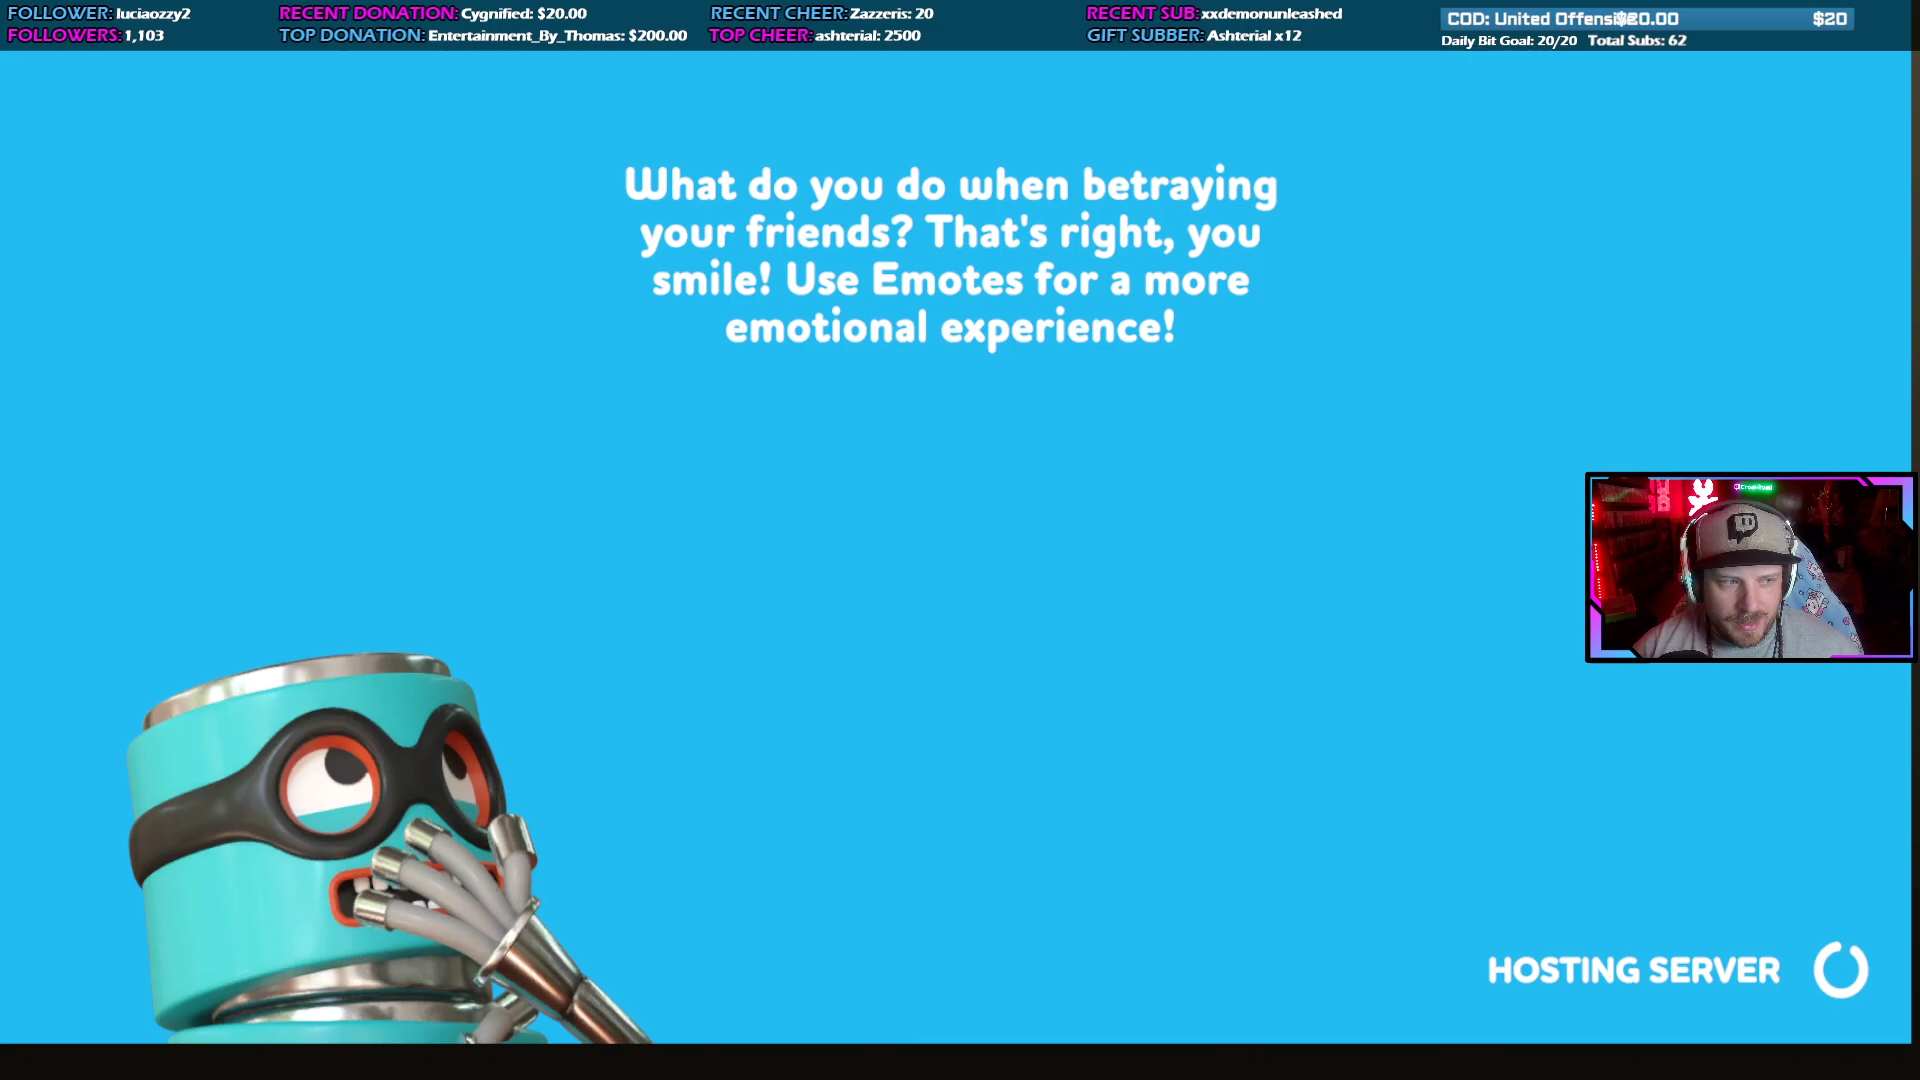 FOLLOWER: luciaozzy2
FOLLOWERS: 1,103
RECENT DONATION: Cygnified: $20.00
TOP DONATION: Entertainment_By_Thomas: $200.00
RECENT CHEER: Zazzeris: 20
TOP CHEER: ashterial: 2500
RECENT SUB: xxdemonunleashed
GIFT SUBBER: Ashterial x12
COD: United Offensi $20
Daily Bit Goal: 20/20 Total Subs: 62
What do you do when betraying
your friends? That's right, you
smile! Use Emotes for a more
emotional experience!
HOSTING SERVER